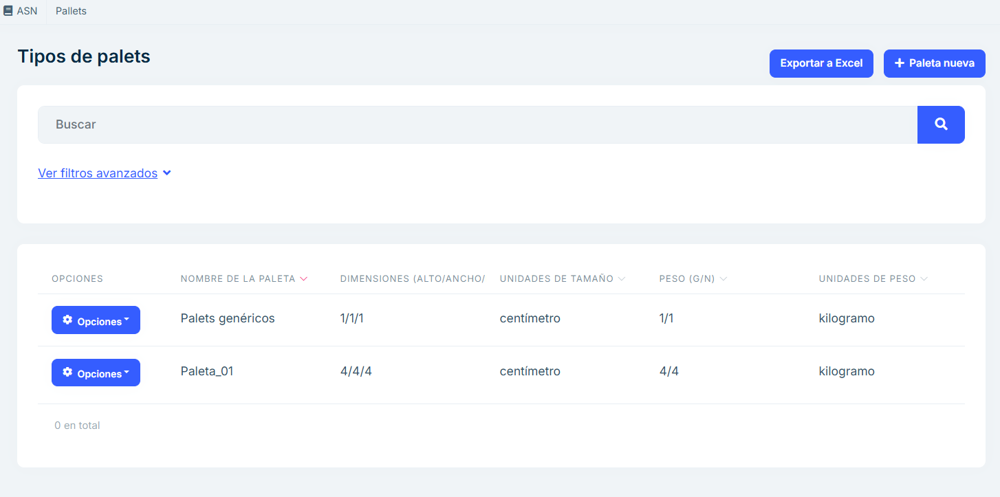 ASN Pallets
Tipos de palets
Exportar a Excel
Paleta nueva
Buscar
Ver filtros avanzados
OPCIONES NOMBRE DE LA PALETA DIMENSIONES (ALTO/ANCHO/ UNIDADES DE TAMAÑO PESO (G/N) UNIDADES DE PESO
Opciones Palets genéricos 1/1/1 centímetro 1/1 kilogramo
Opciones Paleta_01 4/4/4 centímetro 4/4 kilogramo
0 en total